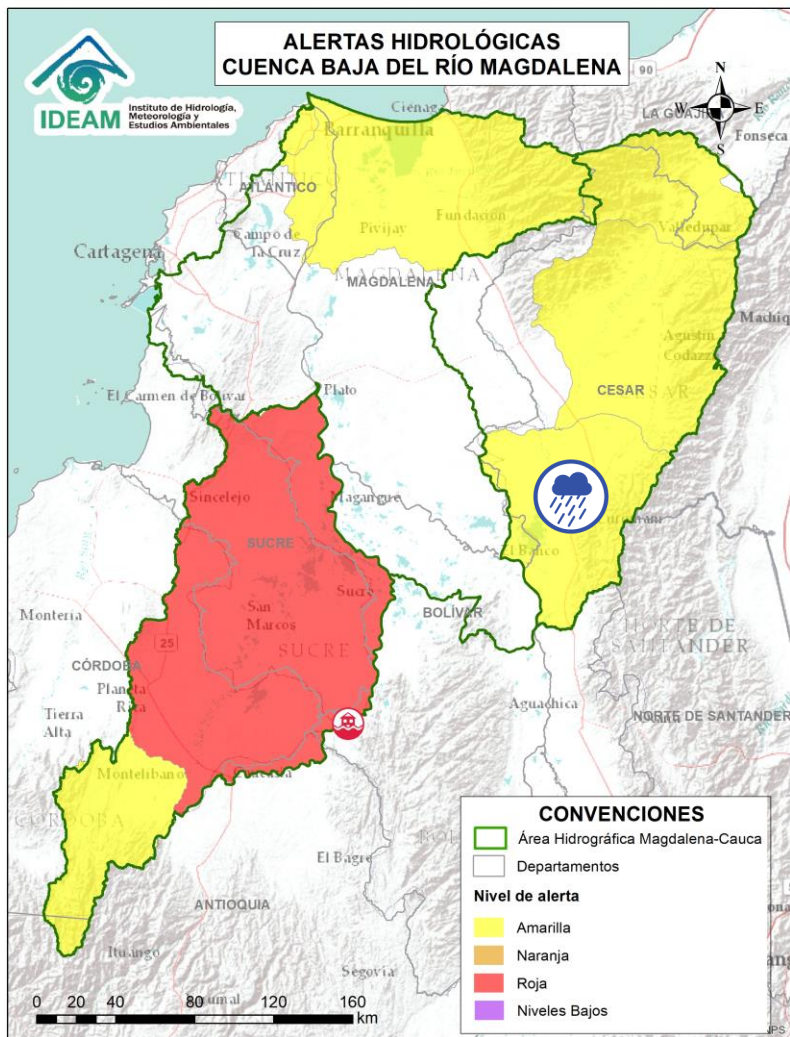 ALERTAS HIDROLÓGICAS
CUENCA BAJA DEL RÍO MAGDALENA
IDEAM
Instituto de Hidrología,
Meteorología y
Estudios Ambientales
N
W
E
S
90
LA GUAJIRA
Fonseca
Ciénaga
Barranquilla
ATLÁNTICO
Pivijay
Fundación
Valledupar
Cartagena
Campo de
la Cruz
MAGDALENA
MAGDALENA
Agustín
Codazzi
CESAR
El Carmen de Bolívar
Plato
Sincelejo
Magangué
SUCRE
El Banco
Sucre
BOLÍVAR
San
Marcos
SUCRE
Montería
25
CÓRDOBA
Planeta
Rica
Tierra
Alta
NORTE DE
SANTANDER
Aguachica
NORTE DE SANTANDER
Montelibano
CÓRDOBA
El Bagre
ANTIOQUIA
Ituango
Segovia
0 20 40 80 120 160
km
CONVENCIONES
Área Hidrográfica Magdalena-Cauca
Departamentos
Nivel de alerta
Amarilla
Naranja
Roja
Niveles Bajos